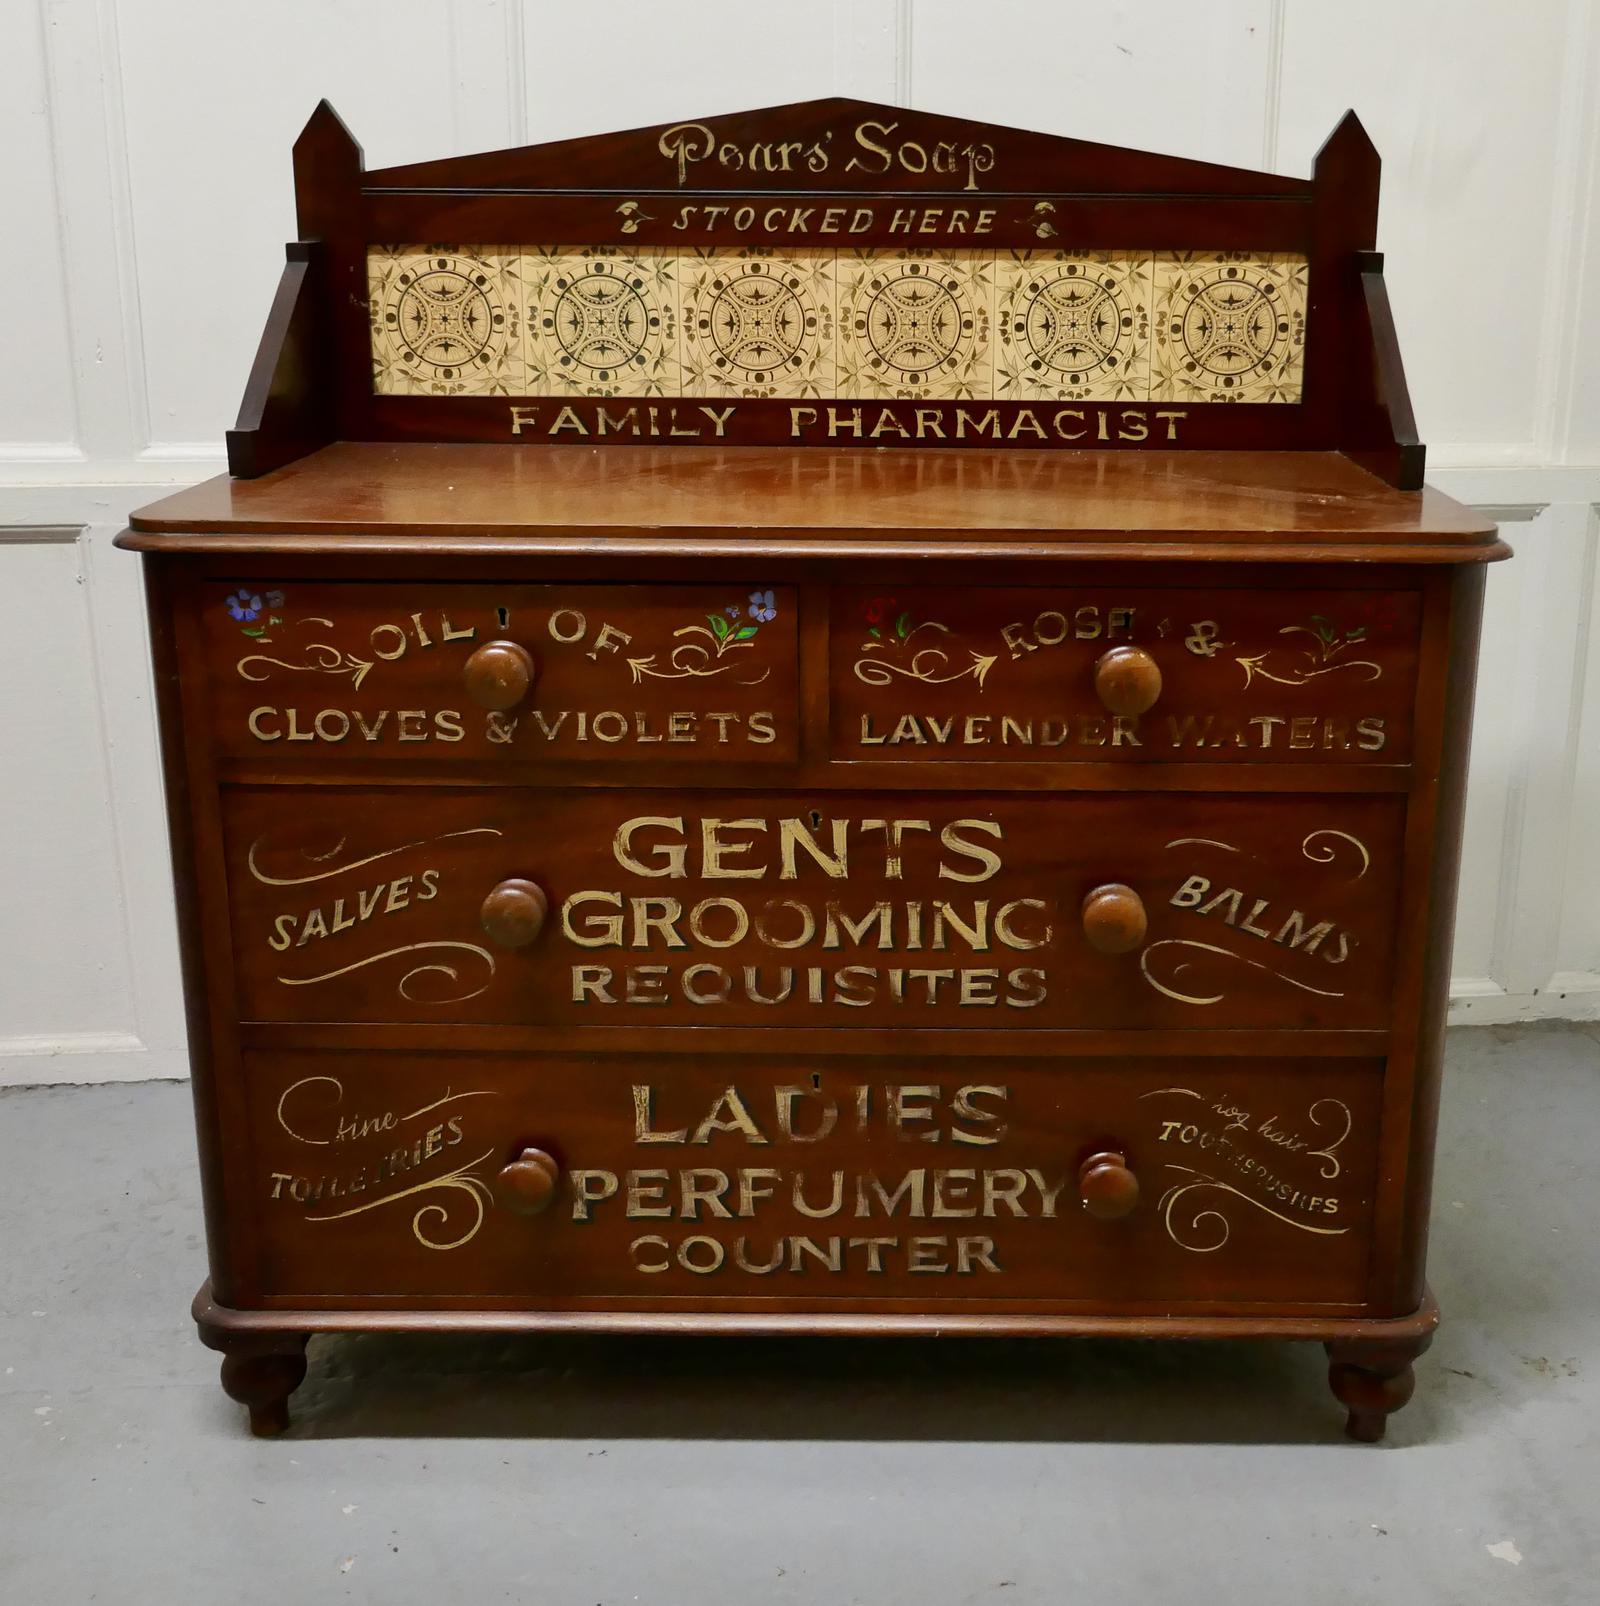 Pears' Soap
STOCKED HERE
FAMILY PHARMACIST
OIL OF
CLOVES & VIOLETS
ROSE &
LAVENDER WATERS
SALVES
GENTS
GROOMING
REQUISITES
BALMS
fine
TOILETRIES
LADIES
PERFUMERY
COUNTER
hog hair
TOOTHBRUSHES